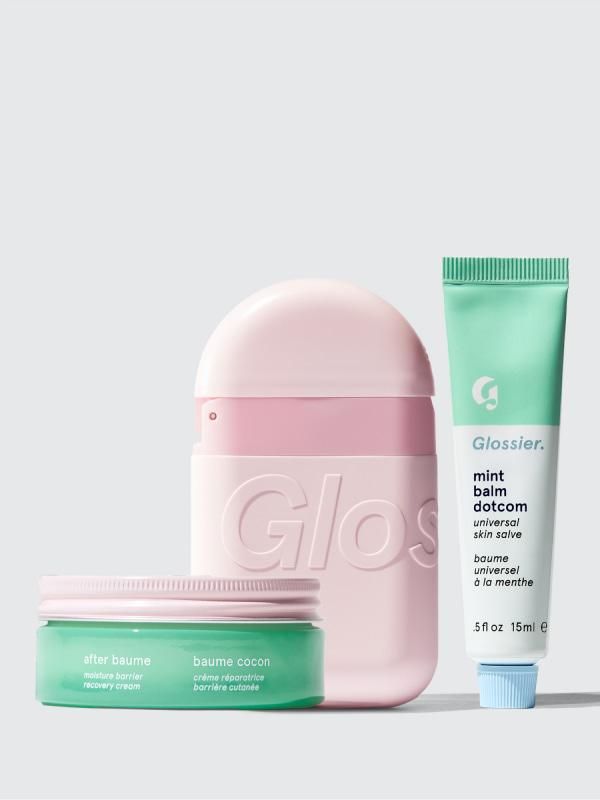 after baume
moisture barrier
recovery cream
baume cocon
crème réparatrice
barrière cutanée
Glos
G
Glossier.
mint
balm
dotcom
universal
skin salve
baume
universel
à la menthe
.5 fl oz 15ml e